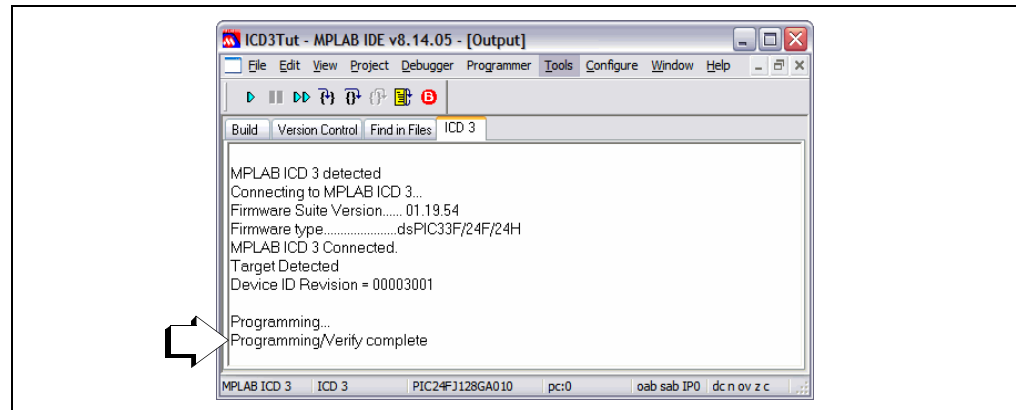 ICD3Tut - MPLAB IDE v8.14.05 - [Output]
File Edit View Project Debugger Programmer Tools Configure Window Help
Build Version Control Find in Files ICD 3
MPLAB ICD 3 detected
Connecting to MPLAB ICD 3...
Firmware Suite Version...... 01.19.54
Firmware type......................dsPIC33F/24F/24H
MPLAB ICD 3 Connected.
Target Detected
Device ID Revision = 00003001
Programming...
Programming/Verify complete
MPLAB ICD 3 ICD 3 PIC24FJ128GA010 pc:0 oab sab IP0 dc n ov z c